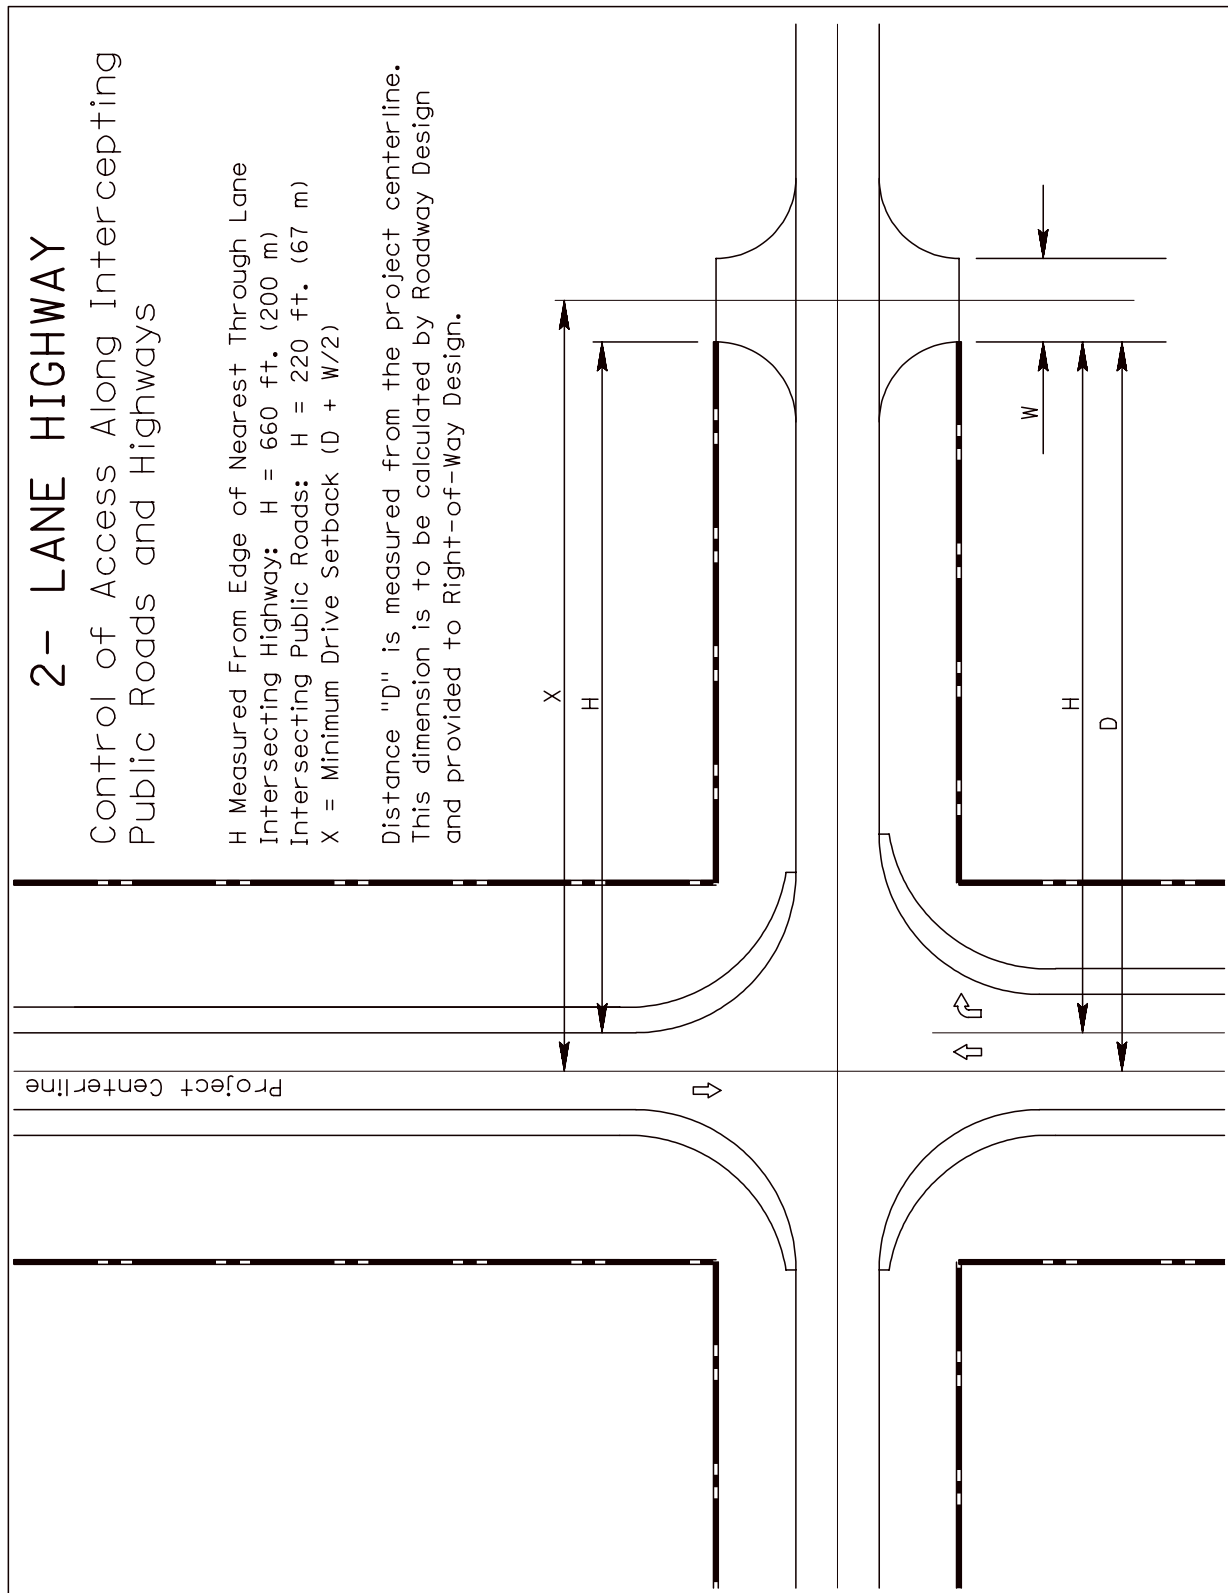 2- LANE HIGHWAY
Control of Access Along Intercepting
Public Roads and Highways
H Measured From Edge of Nearest Through Lane
Intersecting Highway: H = 660 ft. (200 m)
Intersecting Public Roads: H = 220 ft. (67 m)
X = Minimum Drive Setback (D + W/2)
Distance "D" is measured from the project centerline.
This dimension is to be calculated by Roadway Design
and provided to Right-of-Way Design.
X
H
W
H
D
Project Centerline